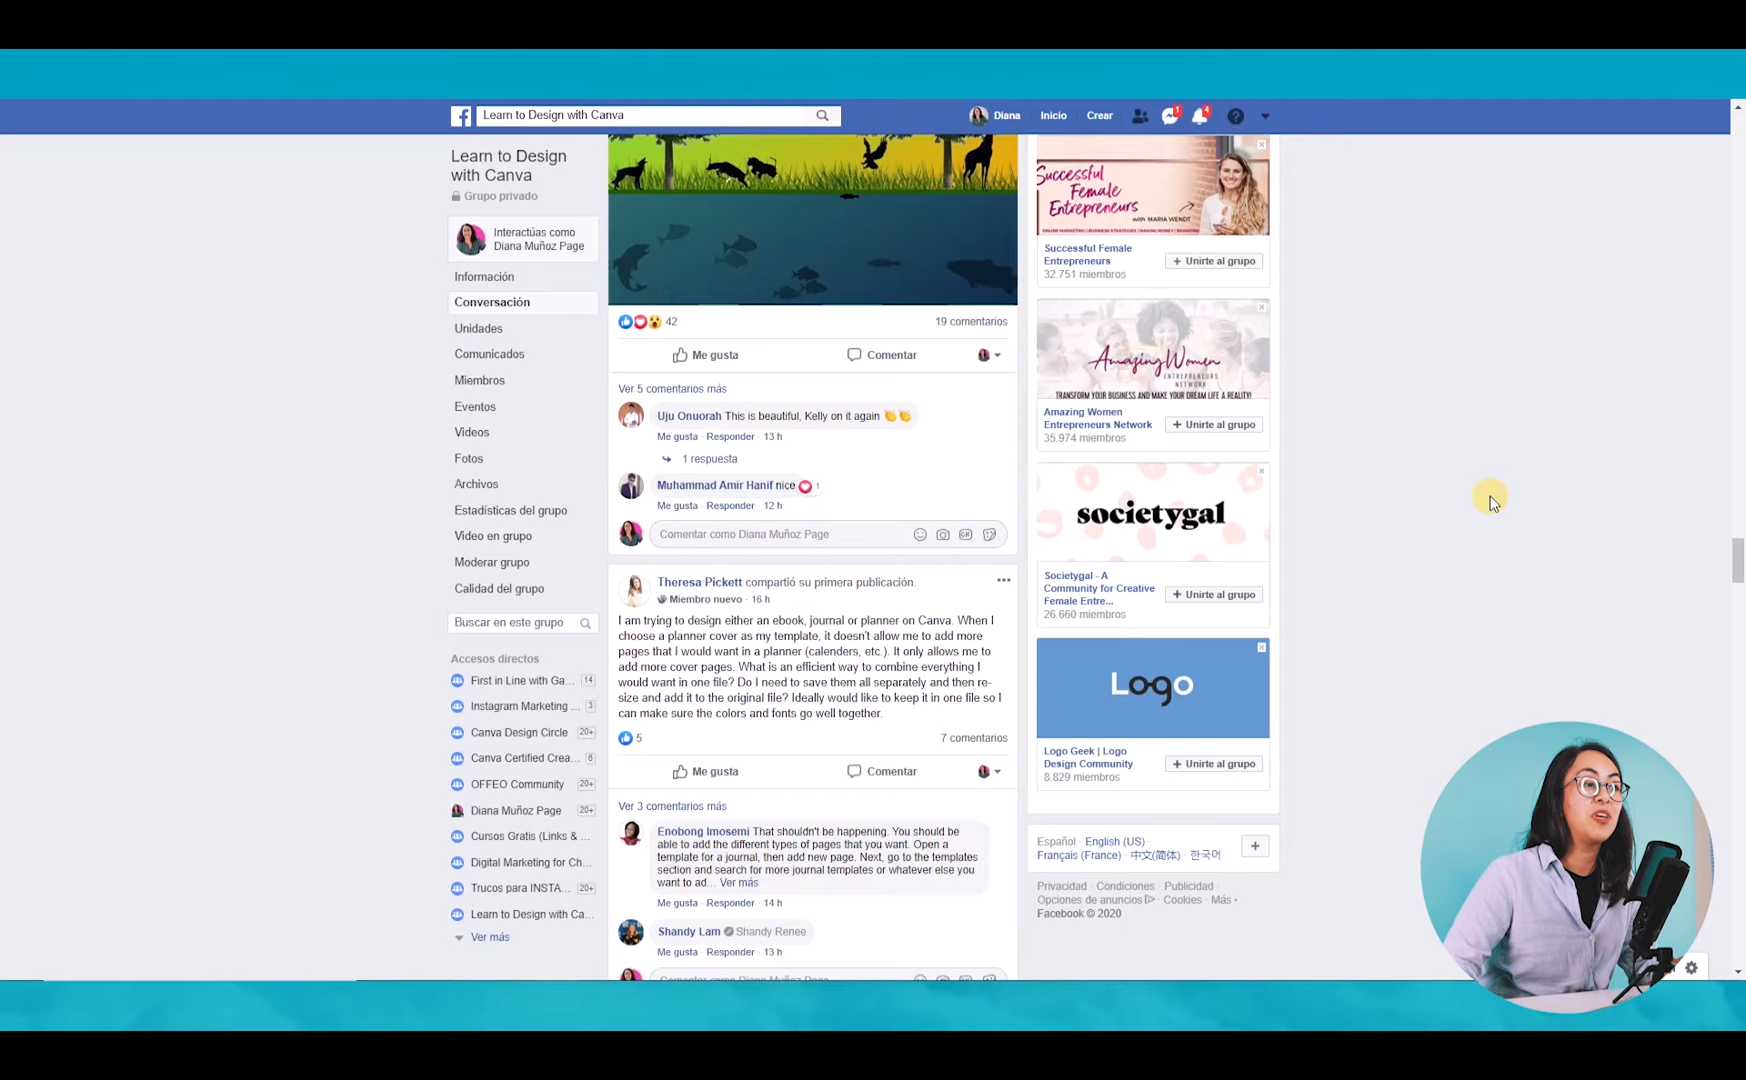 Learn to Design with Canva
Diana
Inicio
Crear
1
4
Learn to Design
with Canva
Grupo privado
Interactúas como
Diana Muñoz Page
Información
Conversación
Unidades
Comunicados
Miembros
Eventos
Videos
Fotos
Archivos
Estadísticas del grupo
Video en grupo
Moderar grupo
Calidad del grupo
Buscar en este grupo
Accesos directos
First in Line with Ga... 14
Instagram Marketing ... 3
Canva Design Circle 20+
Canva Certified Crea... 6
OFFEO Community 20+
Diana Muñoz Page 20+
Cursos Gratis (Links & ...
Digital Marketing for Ch...
Trucos para INSTA... 20+
Learn to Design with Ca...
Ver más
42
19 comentarios
Me gusta
Comentar
Ver 5 comentarios más
Uju Onuorah This is beautiful, Kelly on it again 👏👏
Me gusta · Responder · 13 h
1 respuesta
Muhammad Amir Hanif nice 1
Me gusta · Responder · 12 h
Comentar como Diana Muñoz Page
GIF
Theresa Pickett compartió su primera publicación.
Miembro nuevo · 16 h
I am trying to design either an ebook, journal or planner on Canva. When I
choose a planner cover as my template, it doesn't allow me to add more
pages that I would want in a planner (calenders, etc.). It only allows me to
add more cover pages. What is an efficient way to combine everything I
would want in one file? Do I need to save them all separately and then re-
size and add it to the original file? Ideally would like to keep it in one file so I
can make sure the colors and fonts go well together.
5
7 comentarios
Me gusta
Comentar
Ver 3 comentarios más
Enobong Imosemi That shouldn't be happening. You should be
able to add the different types of pages that you want. Open a
template for a journal, then add new page. Next, go to the templates
section and search for more journal templates or whatever else you
want to ad... Ver más
Me gusta · Responder · 14 h
Shandy Lam Shandy Renee
Me gusta · Responder · 13 h
Comentar como Diana Muñoz Page
Successful
Female
Entrepreneurs
with MARIA WENDT
ONLINE MARKETING | BUSINESS STRATEGIES | MAKING MONEY | BRANDING
Successful Female
Entrepreneurs
32.751 miembros
+ Unirte al grupo
Amazing Women
ENTREPRENEURS
NETWORK
TRANSFORM YOUR BUSINESS AND MAKE YOUR DREAM LIFE A REALITY!
Amazing Women
Entrepreneurs Network
35.974 miembros
+ Unirte al grupo
societygal
Societygal - A
Community for Creative
Female Entre...
26.660 miembros
+ Unirte al grupo
Logo
Logo Geek | Logo
Design Community
8.829 miembros
+ Unirte al grupo
Español · English (US) ·
Français (France) · 中文(简体) · 한국어
Privacidad · Condiciones · Publicidad ·
Opciones de anuncios · Cookies · Más
Facebook © 2020